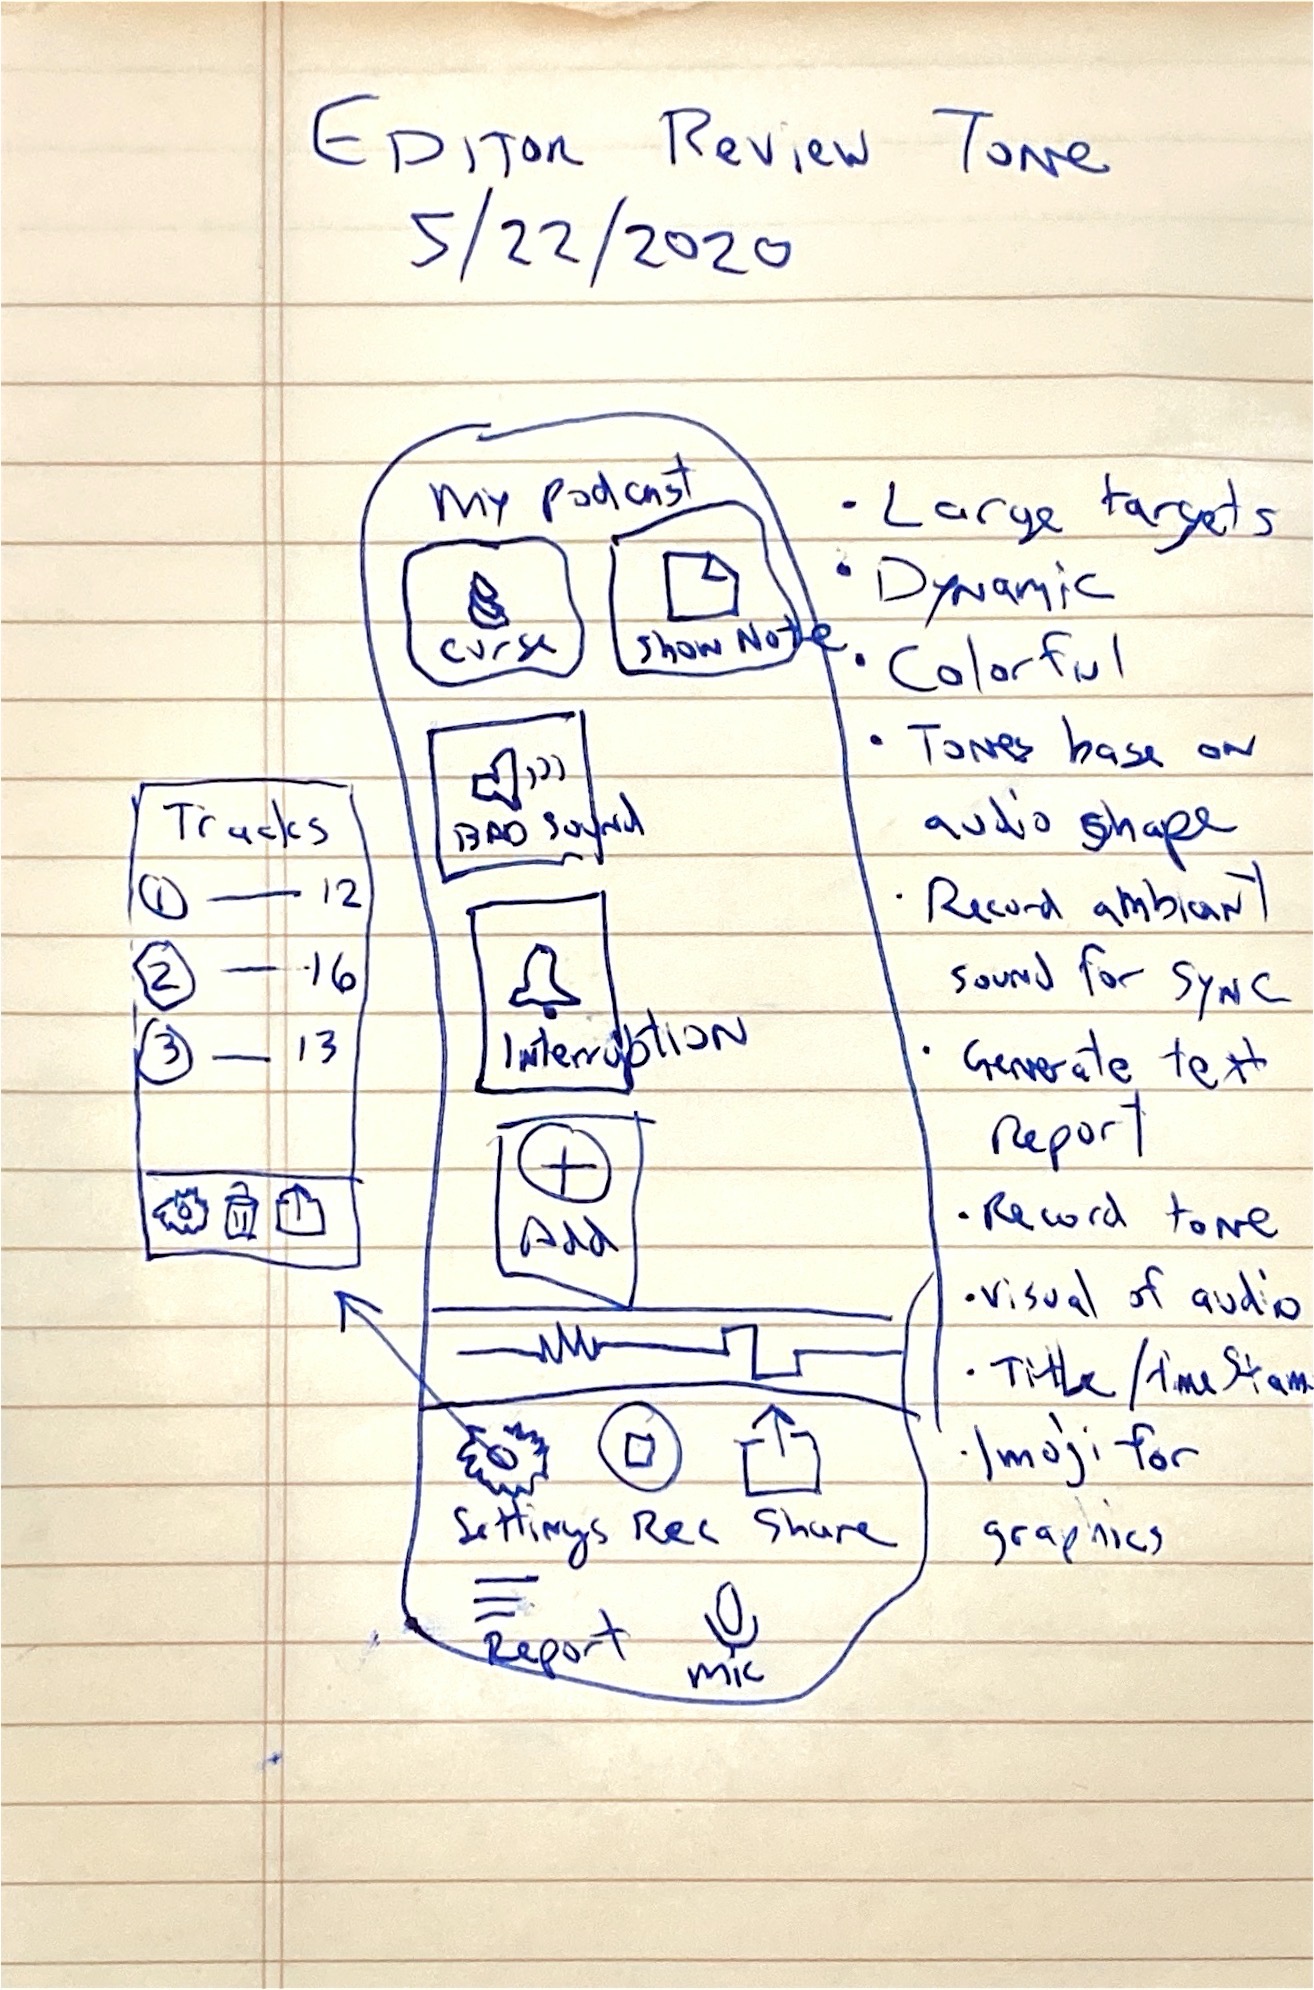 Editor Review Tone
5/22/2020
My podcast
curse
Show Note
BAD Sound
Interruption
Add
Settings Rec Share
Report
mic
Tracks
1 — 12
2 — 16
3 — 13
• Large targets
• Dynamic
• Colorful
• Tones base on
audio shape
• Record ambiant
sound for sync
• Generate text
Report
• Record tone
• Visual of audio
• Title/time Stam
• Imoji for
graphics